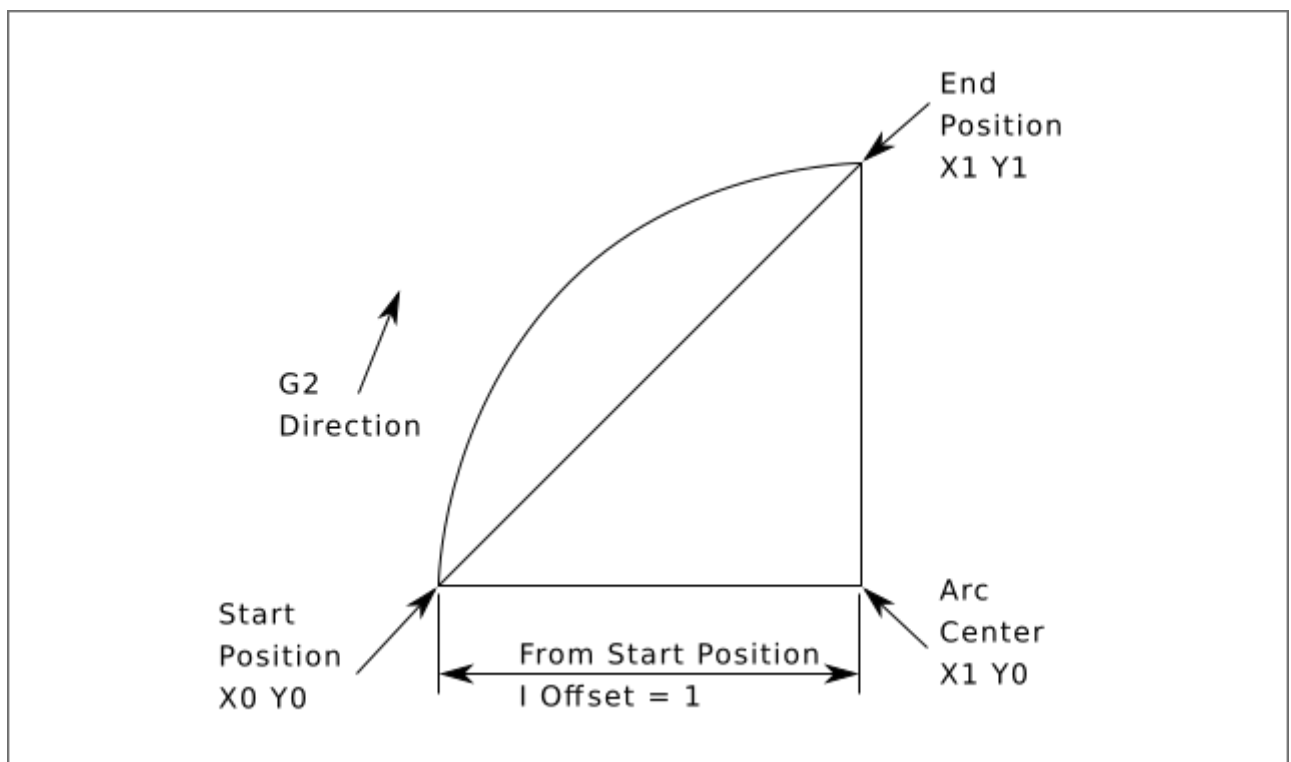 End
Position
X1 Y1
G2
Direction
Start
Position
X0 Y0
From Start Position
I Offset = 1
Arc
Center
X1 Y0